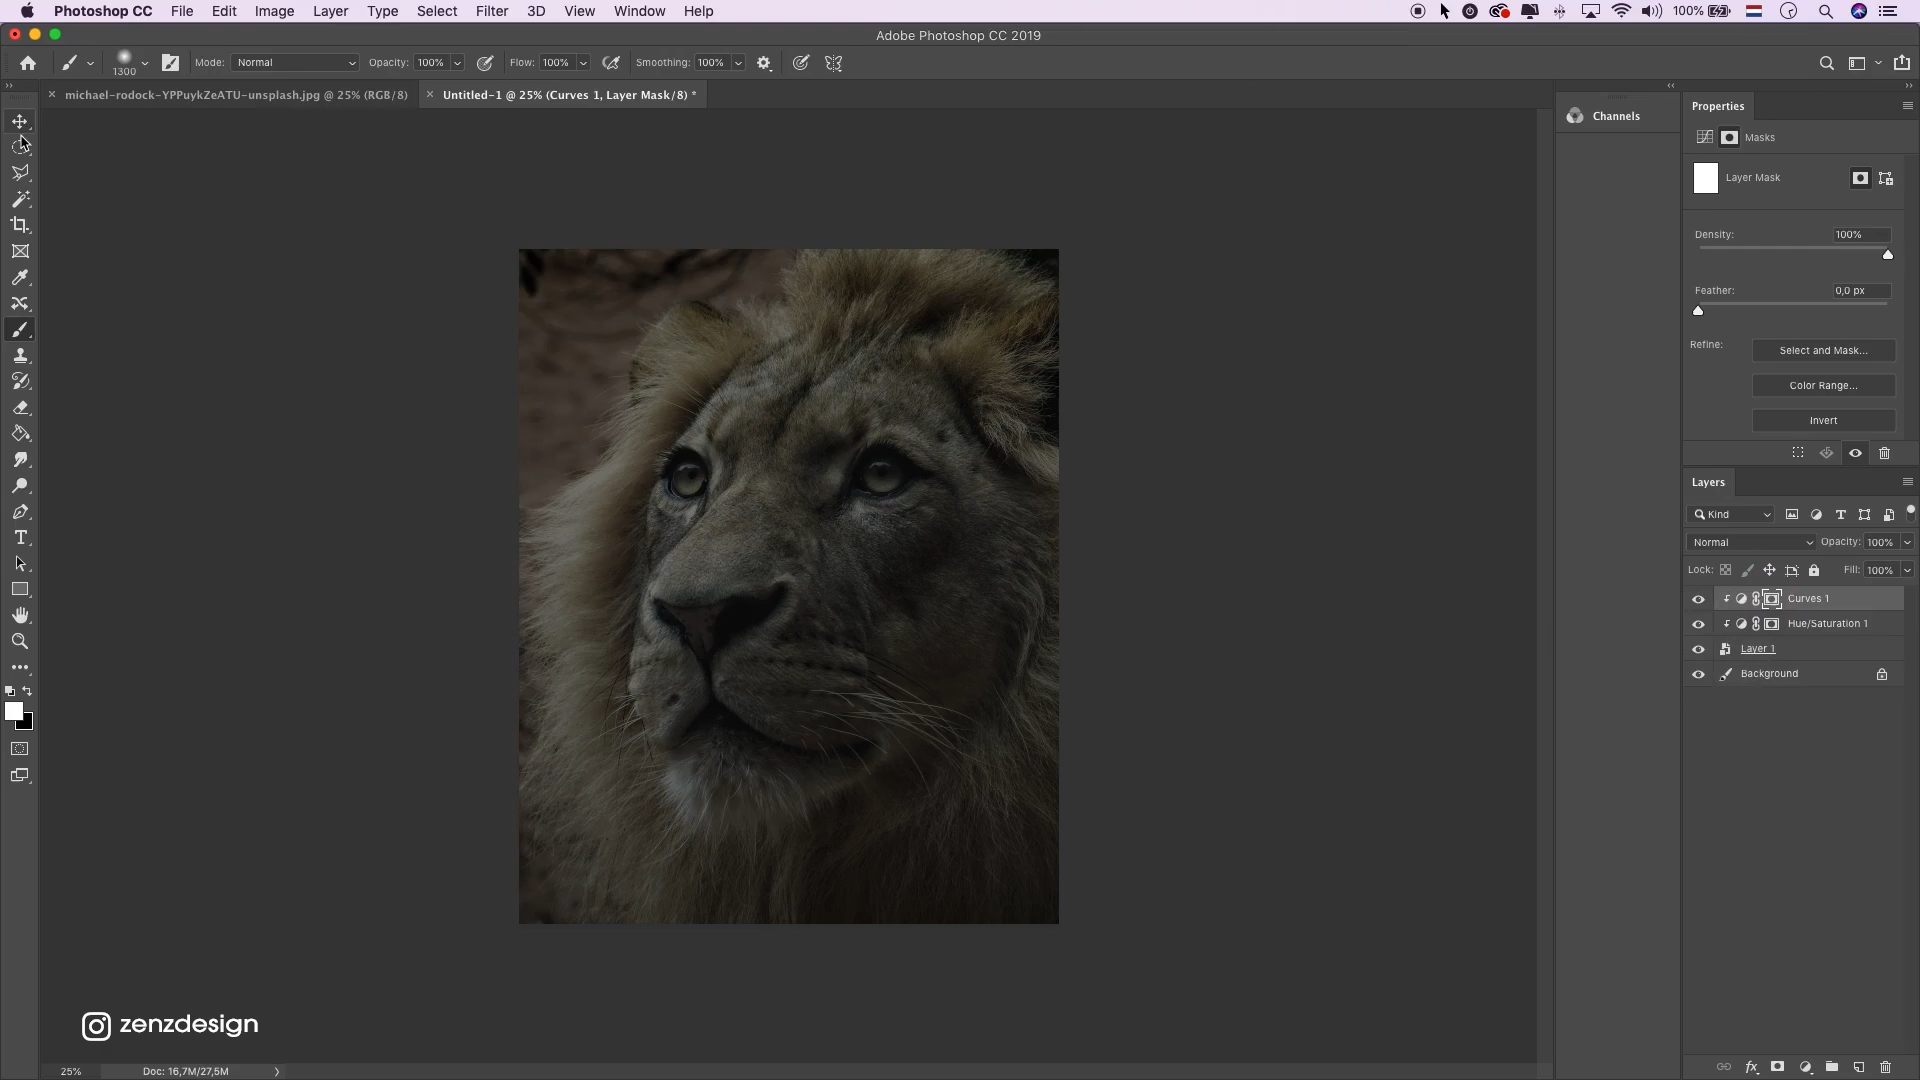 Photoshop CC File Edit Image Layer Type Select Filter 3D View Window Help 100%
Adobe Photoshop CC 2019
1300 Mode: Normal Opacity: 100% Flow: 100% Smoothing: 100%
michael-rodock-YPPuykZeATU-unsplash.jpg @ 25% (RGB/8) Untitled-1 @ 25% (Curves 1, Layer Mask/8) *
Channels
Properties
Masks
Layer Mask
Density: 100%
Feather: 0,0 px
Refine: Select and Mask...
Color Range...
Invert
Layers
Kind
Normal Opacity: 100%
Lock: Fill: 100%
Curves 1
Hue/Saturation 1
Layer 1
Background
zenzdesign
25% Doc: 16,7M/27,5M